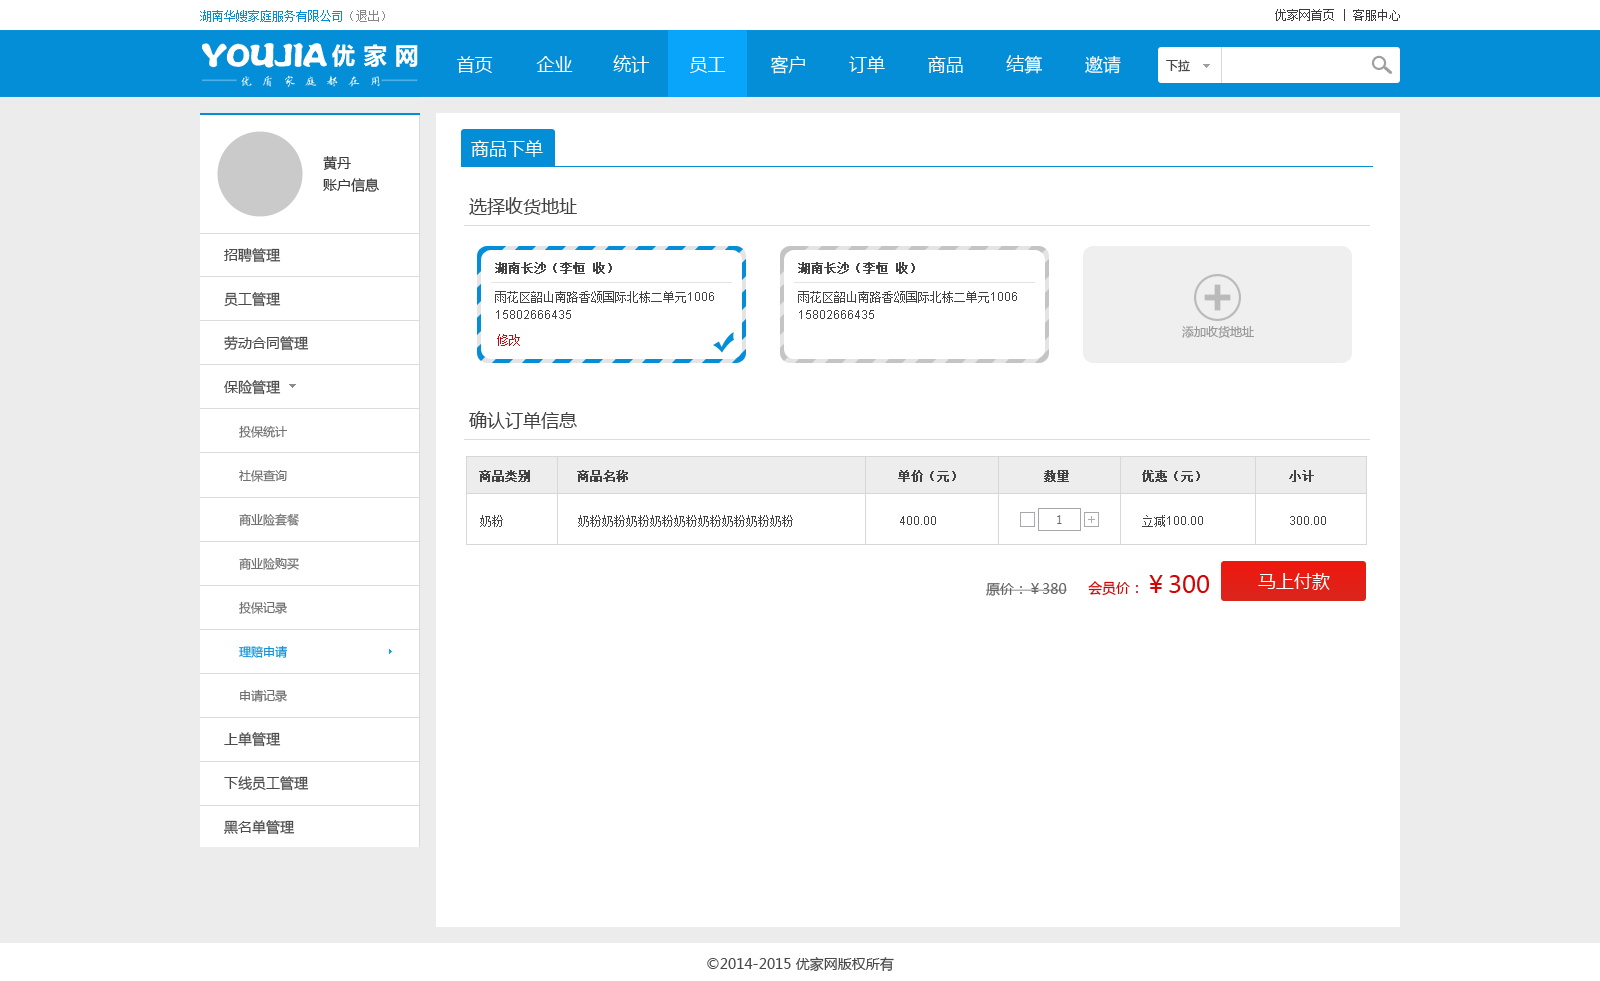 湖南华嫂家庭服务有限公司（退出）
优家网首页 | 客服中心
YOUJIA优家网
优质家庭都在用
首页 企业 统计 员工 客户 订单 商品 结算 邀请
下拉
黄丹
账户信息
招聘管理
员工管理
劳动合同管理
保险管理
投保统计
社保查询
商业险套餐
商业险购买
投保记录
理赔申请
申请记录
上单管理
下线员工管理
黑名单管理
商品下单
选择收货地址
湖南长沙（李恒 收）
雨花区韶山南路香颂国际北栋二单元1006
15802666435
修改
湖南长沙（李恒 收）
雨花区韶山南路香颂国际北栋二单元1006
15802666435
添加收货地址
确认订单信息
商品类别 商品名称 单价（元） 数量 优惠（元） 小计
奶粉 奶粉奶粉奶粉奶粉奶粉奶粉奶粉奶粉奶粉 400.00 1 + 立减100.00 300.00
原价：￥380 会员价：￥300 马上付款
©2014-2015 优家网版权所有